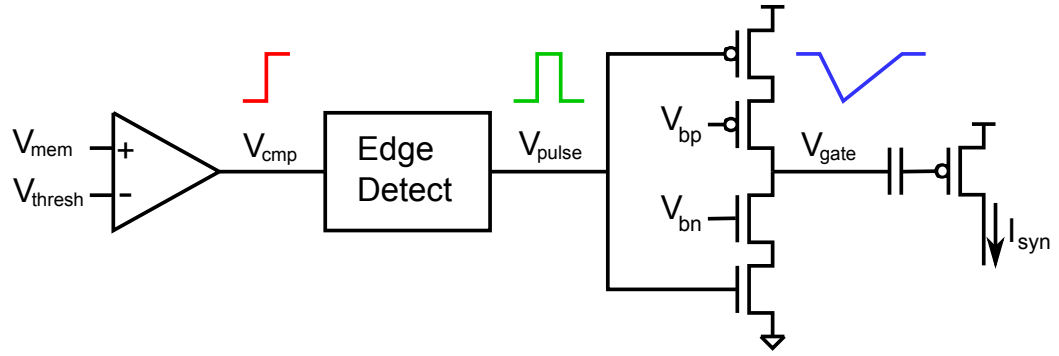 V_mem
+
V_thresh
-
V_cmp
Edge
Detect
V_pulse
V_bp
V_bn
V_gate
I_syn